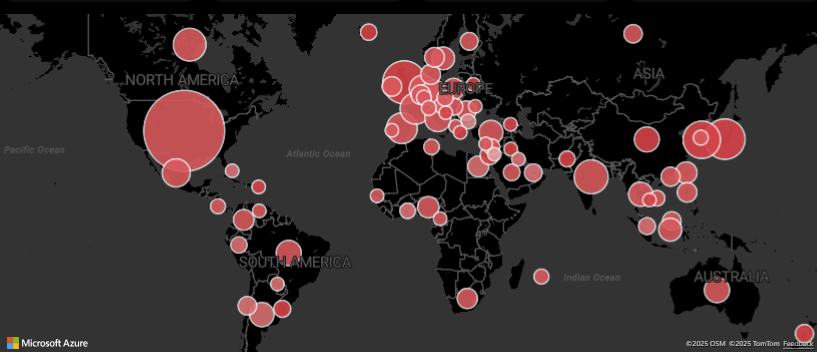 NORTH AMERICA
ASIA
EUROPE
Pacific Ocean
Atlantic Ocean
SOUTH AMERICA
Indian Ocean
AUSTRALIA
Microsoft Azure
©2025 OSM ©2025 TomTom Feedback